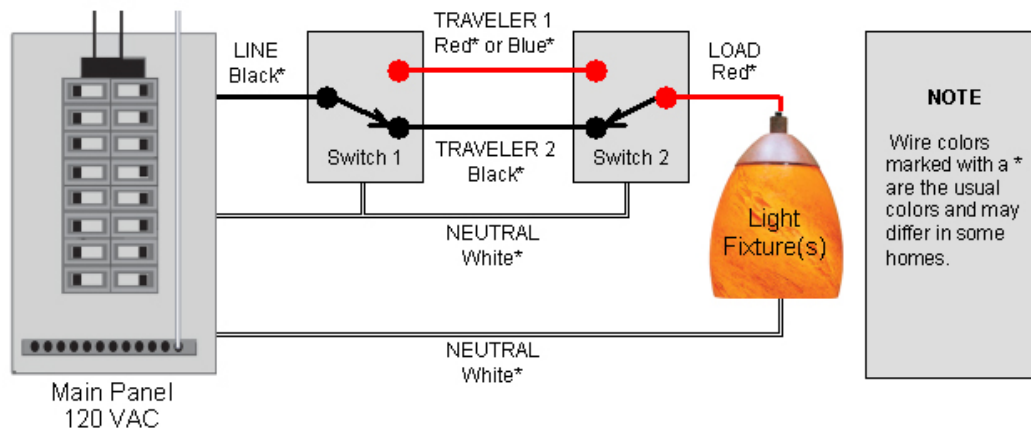 TRAVELER 1
Red* or Blue*
LINE
Black*
LOAD
Red*
Switch 1
TRAVELER 2
Black*
Switch 2
NEUTRAL
White*
Light
Fixture(s)
NEUTRAL
White*
Main Panel
120 VAC
NOTE
Wire colors
marked with a *
are the usual
colors and may
differ in some
homes.